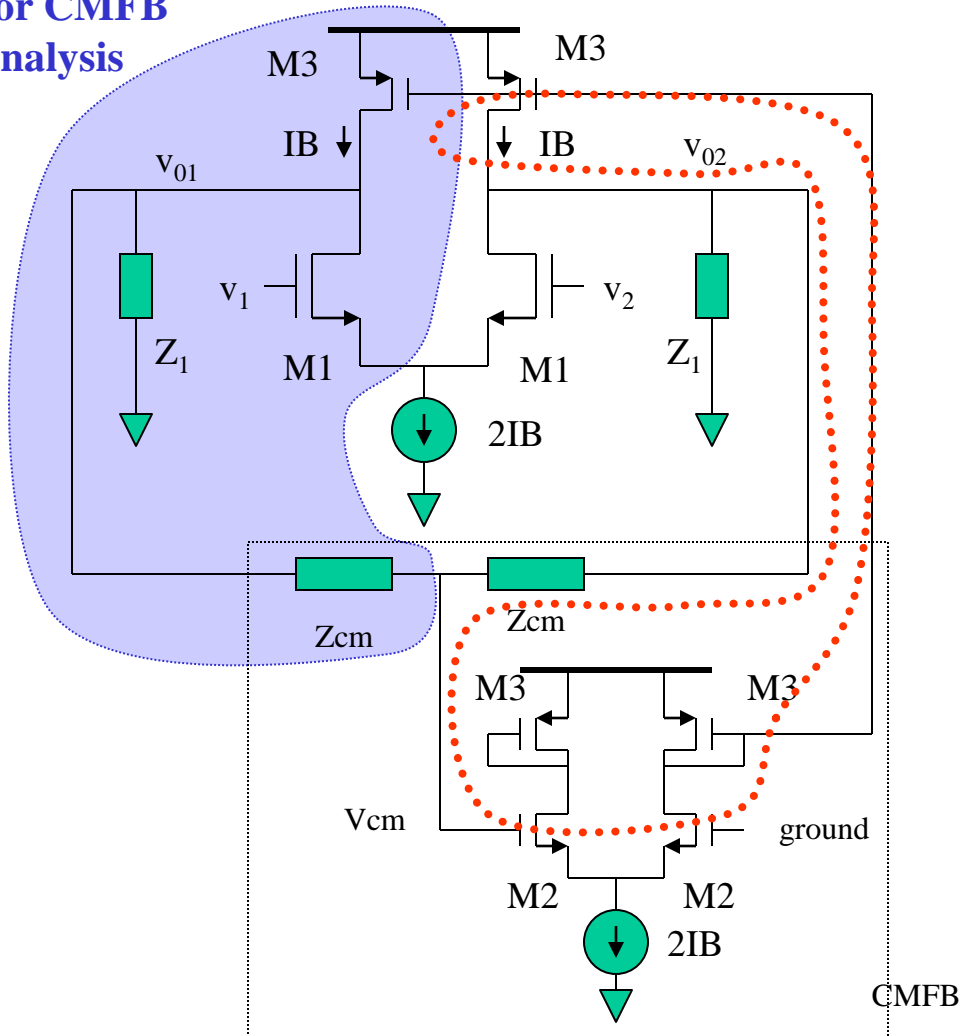 or CMFB
nalysis
M3
M3
IB
IB
v01
v02
v1
v2
Z1
Z1
M1
M1
2IB
Zcm
Zcm
M3
M3
Vcm
ground
M2
M2
2IB
CMFB